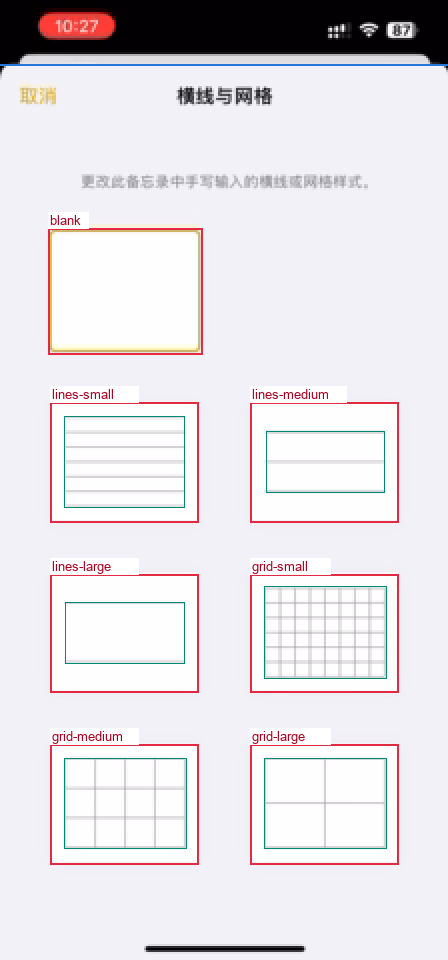 10:27
87
取消
横线与网格
更改此备忘录中手写输入的横线或网格样式。
blank
lines-small
lines-medium
lines-large
grid-small
grid-medium
grid-large